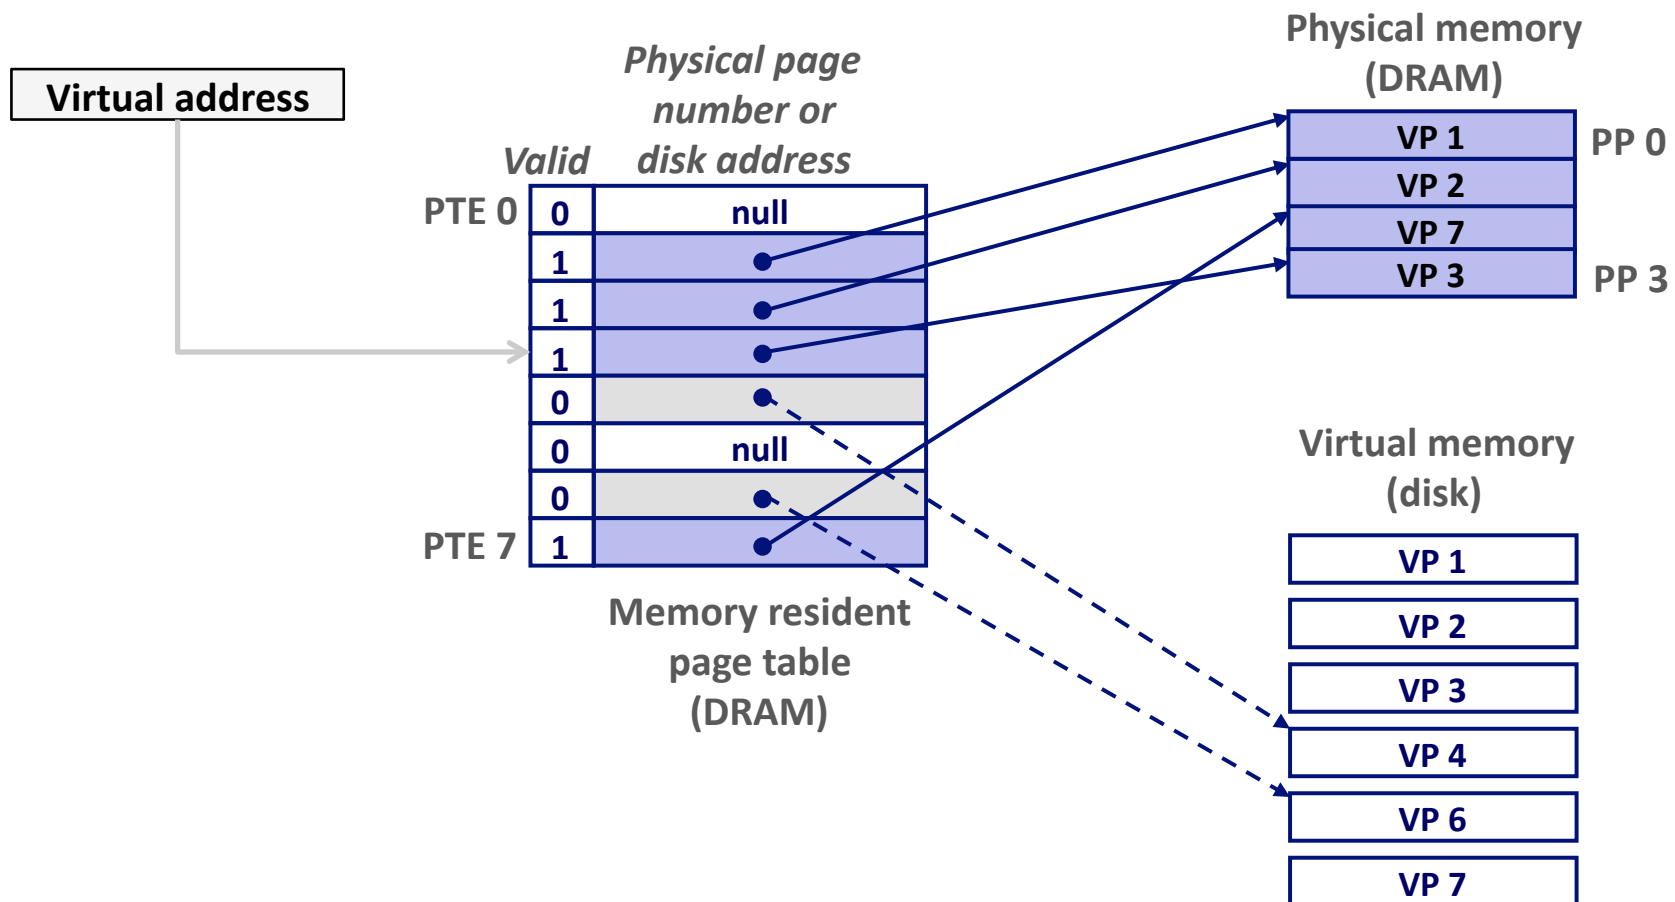 Virtual address
Physical page
number or
disk address
Valid
PTE 0
0
null
1
1
1
0
0
null
0
PTE 7
1
Memory resident
page table
(DRAM)
Physical memory
(DRAM)
VP 1
PP 0
VP 2
VP 7
VP 3
PP 3
Virtual memory
(disk)
VP 1
VP 2
VP 3
VP 4
VP 6
VP 7